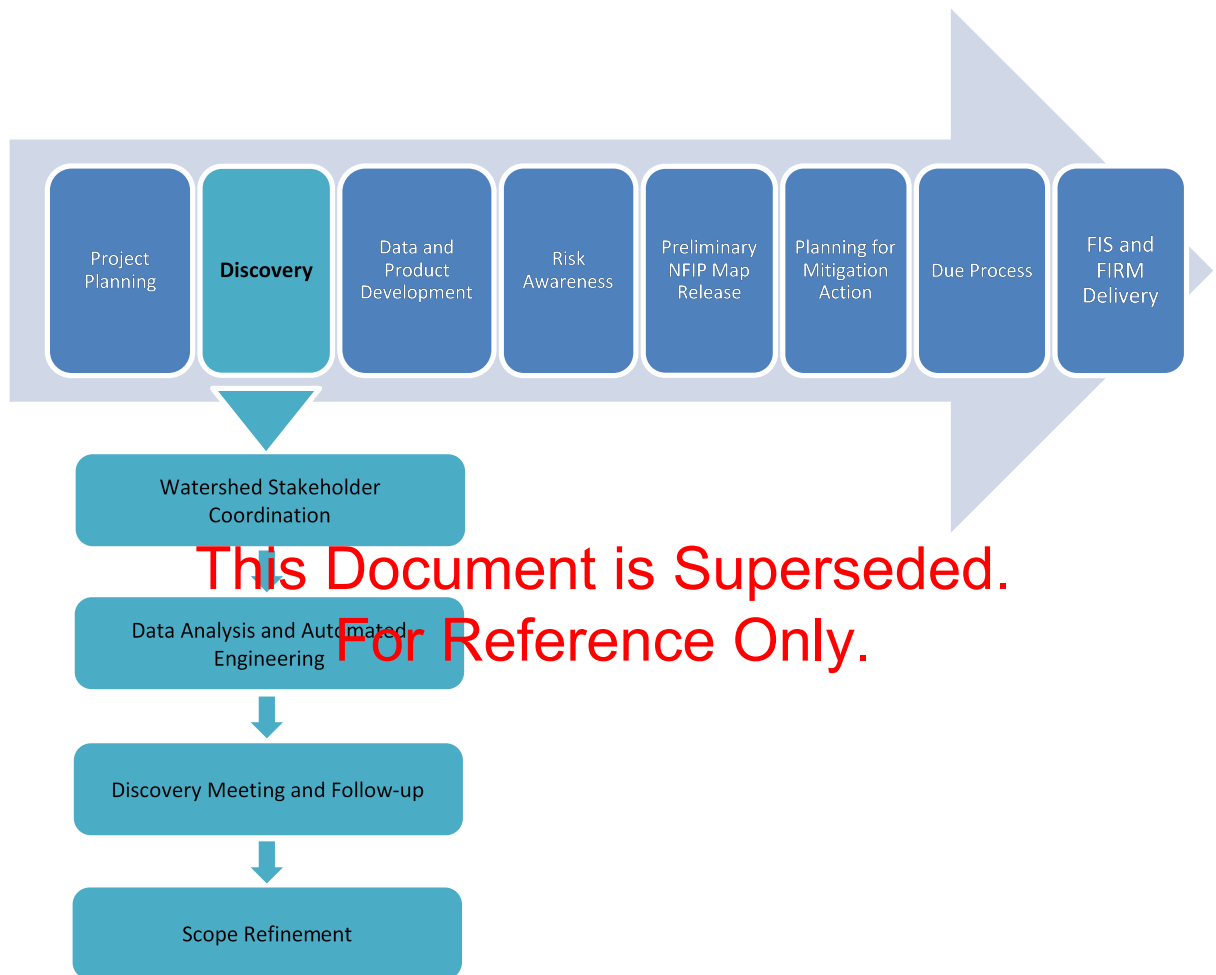 Project
Planning
Discovery
Data and
Product
Development
Risk
Awareness
Preliminary
NFIP Map
Release
Planning for
Mitigation
Action
Due Process
FIS and
FIRM
Delivery
Watershed Stakeholder
Coordination
This Document is Superseded.
Data Analysis and Automated
Engineering
For Reference Only.
Discovery Meeting and Follow-up
Scope Refinement